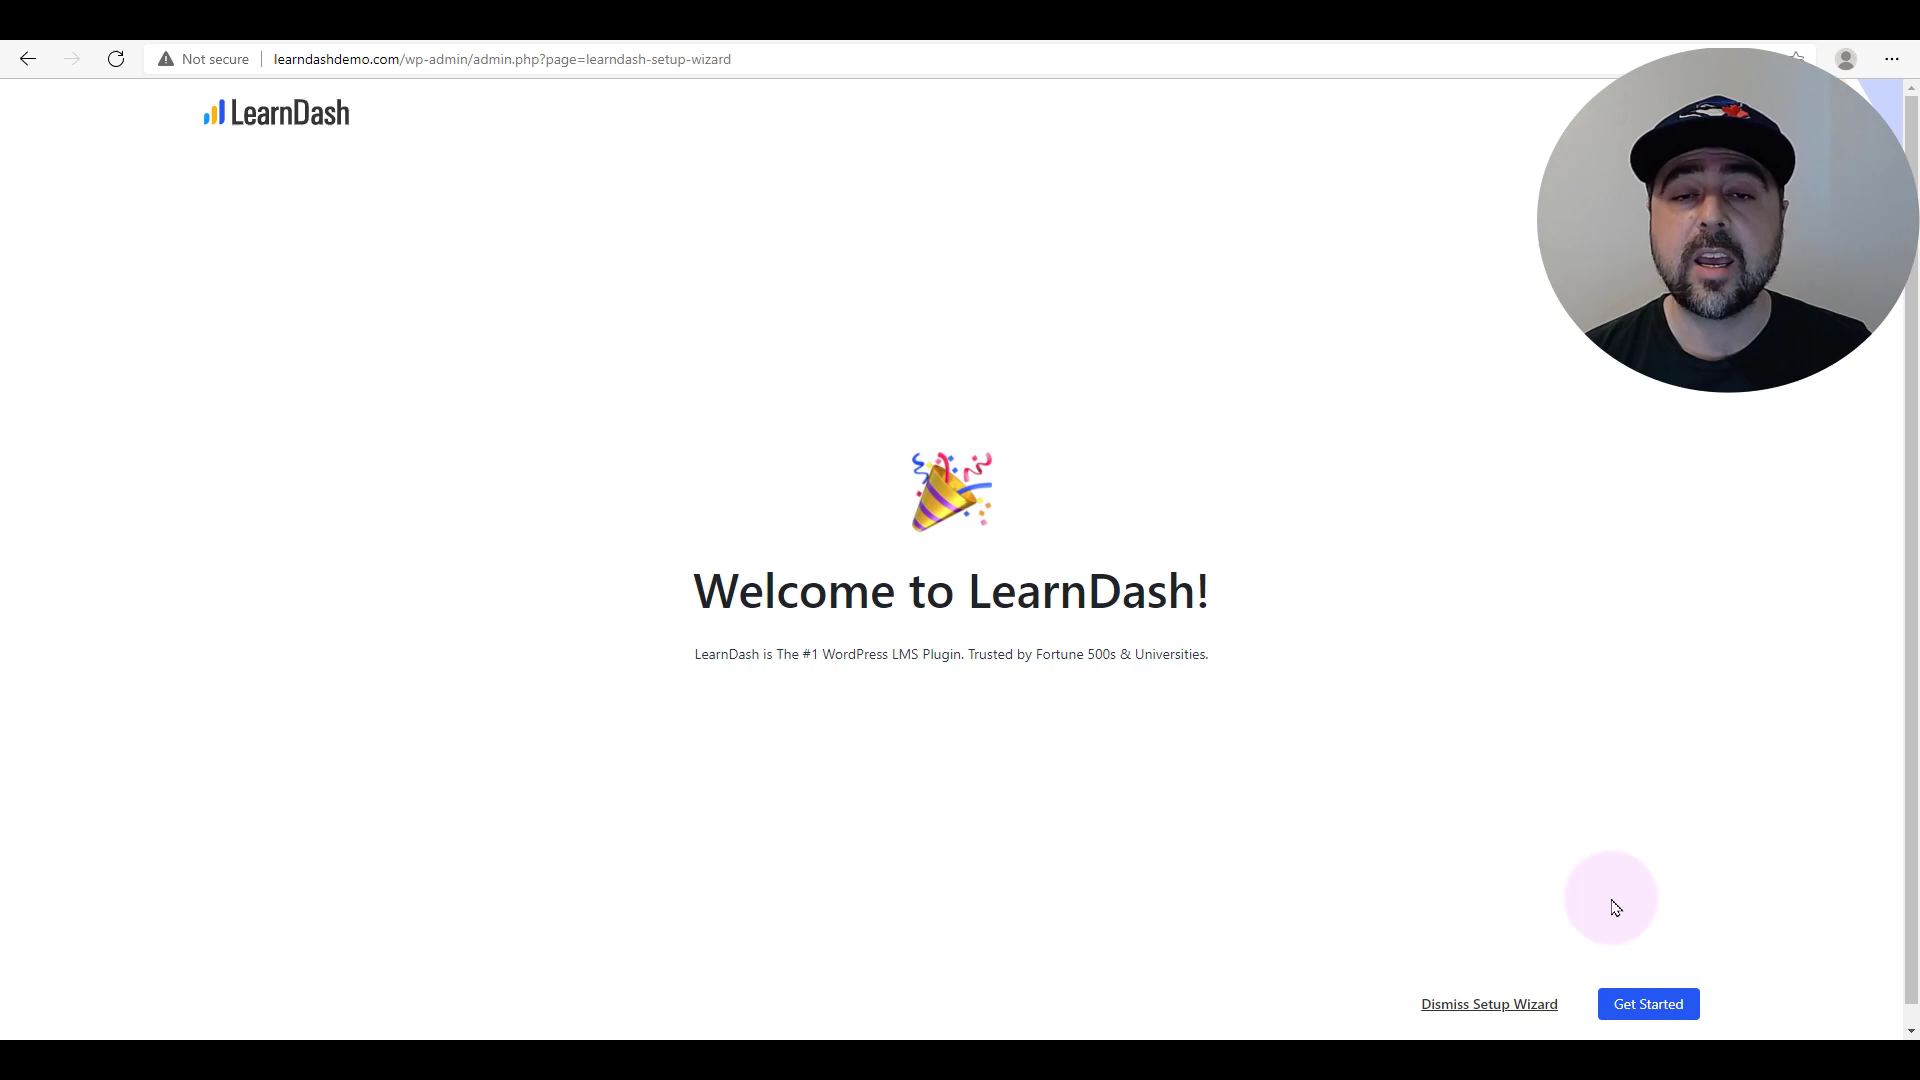 Not secure
learndashdemo.com/wp-admin/admin.php?page=learndash-setup-wizard
LearnDash
Welcome to LearnDash!
LearnDash is The #1 WordPress LMS Plugin. Trusted by Fortune 500s & Universities.
Dismiss Setup Wizard
Get Started